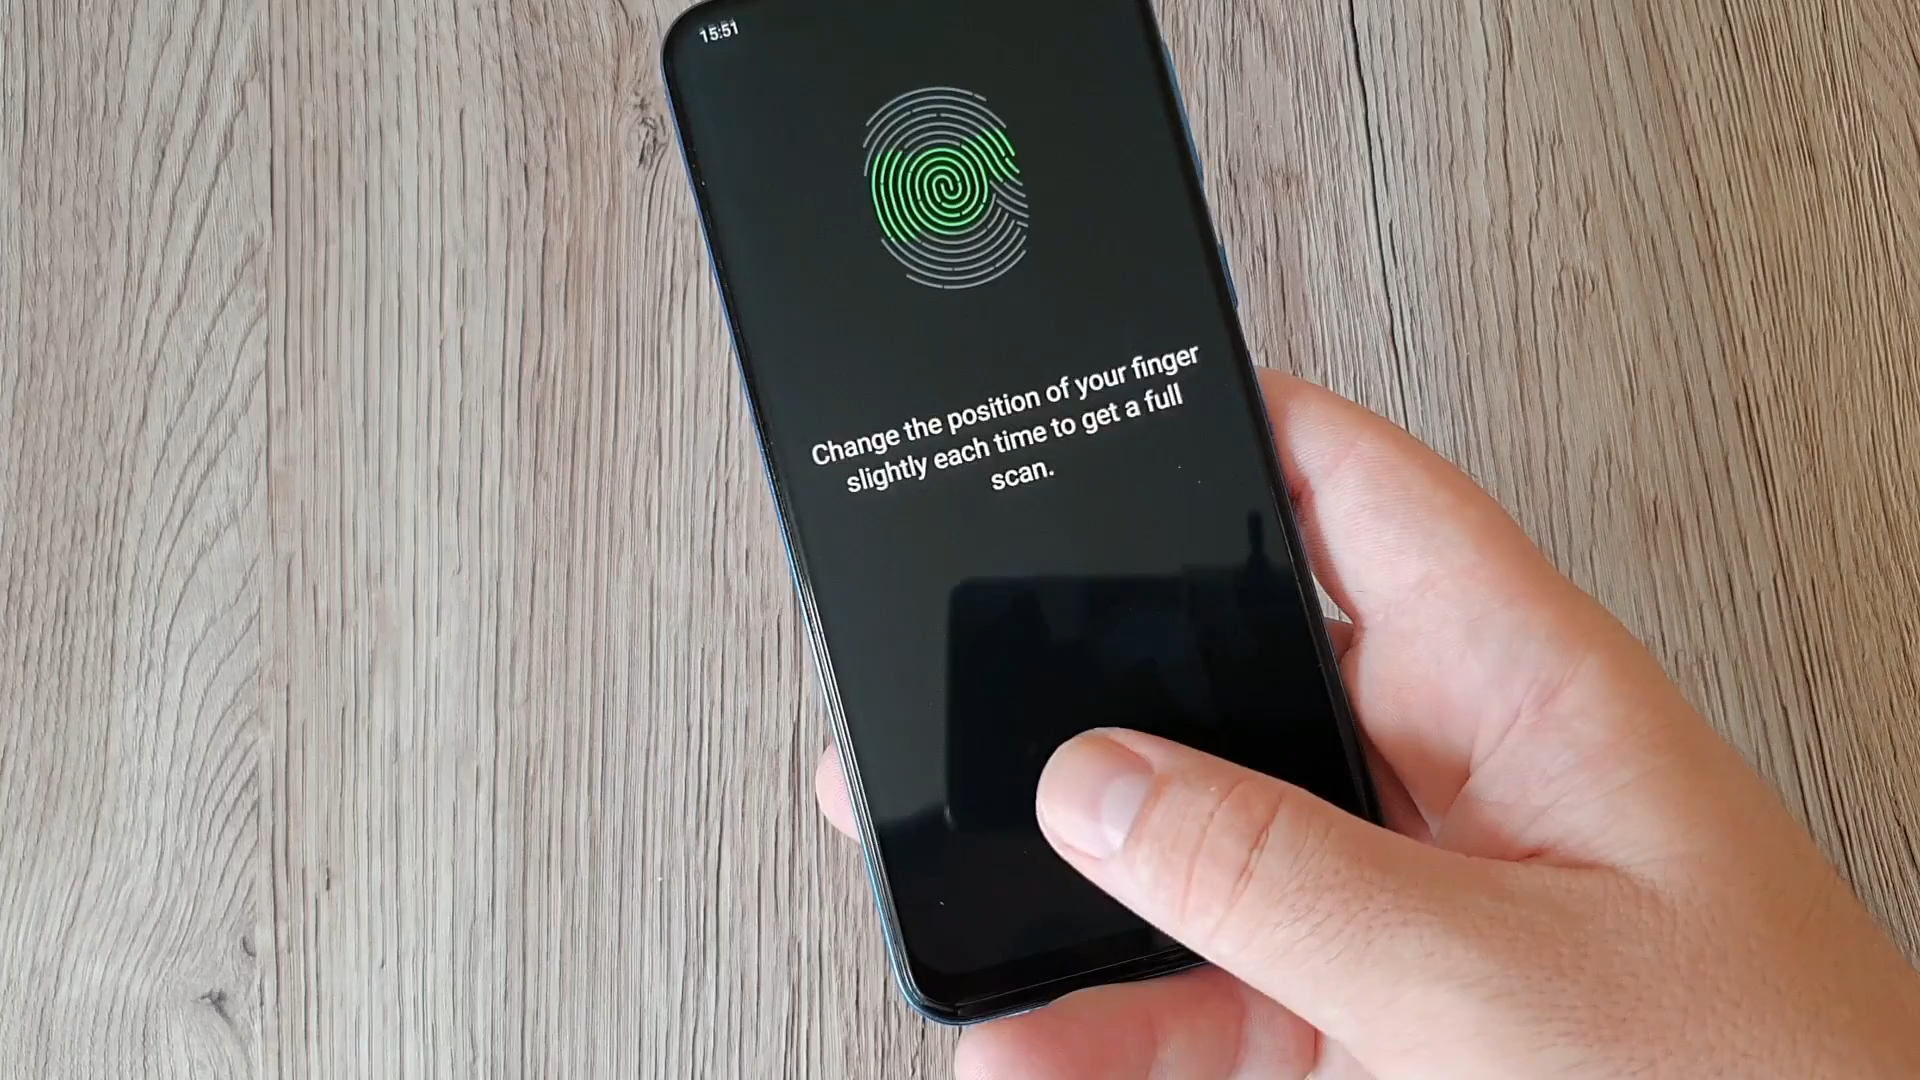 15:51
Change the position of your finger
slightly each time to get a full
scan.